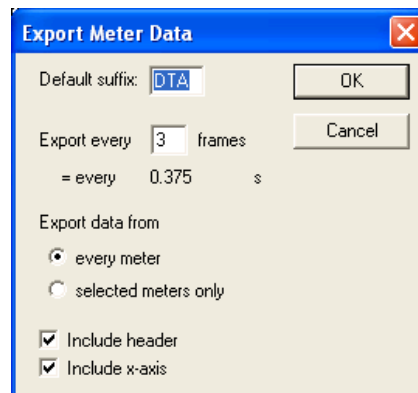 Export Meter Data
Default suffix: DTA
OK
Export every 3 frames
Cancel
= every 0.375 s
Export data from
every meter
selected meters only
Include header
Include x-axis